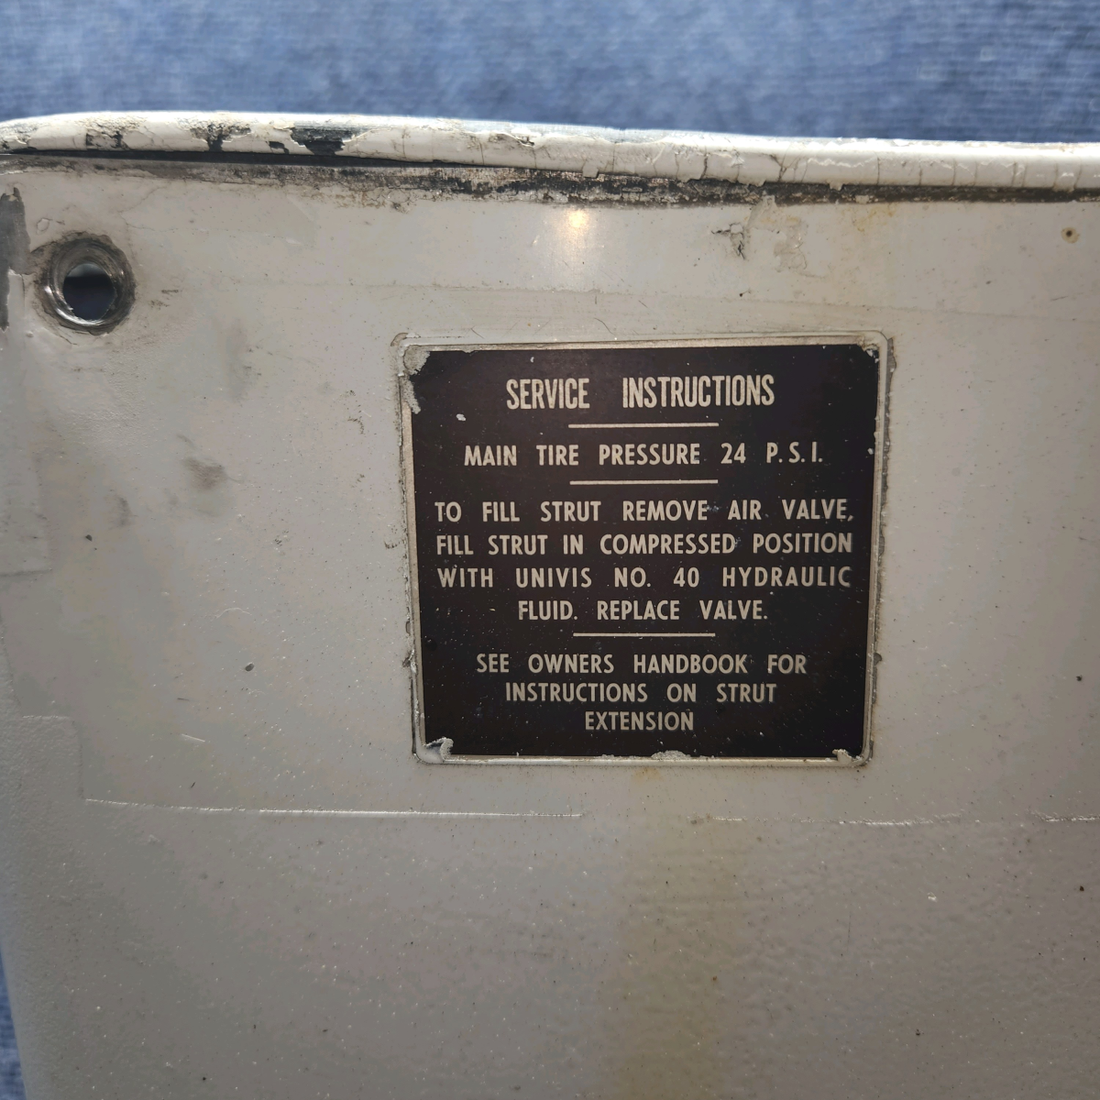 SERVICE INSTRUCTIONS
MAIN TIRE PRESSURE 24 P.S.I.
TO FILL STRUT REMOVE AIR VALVE,
FILL STRUT IN COMPRESSED POSITION
WITH UNIVIS NO. 40 HYDRAULIC
FLUID. REPLACE VALVE.
SEE OWNERS HANDBOOK FOR
INSTRUCTIONS ON STRUT
EXTENSION